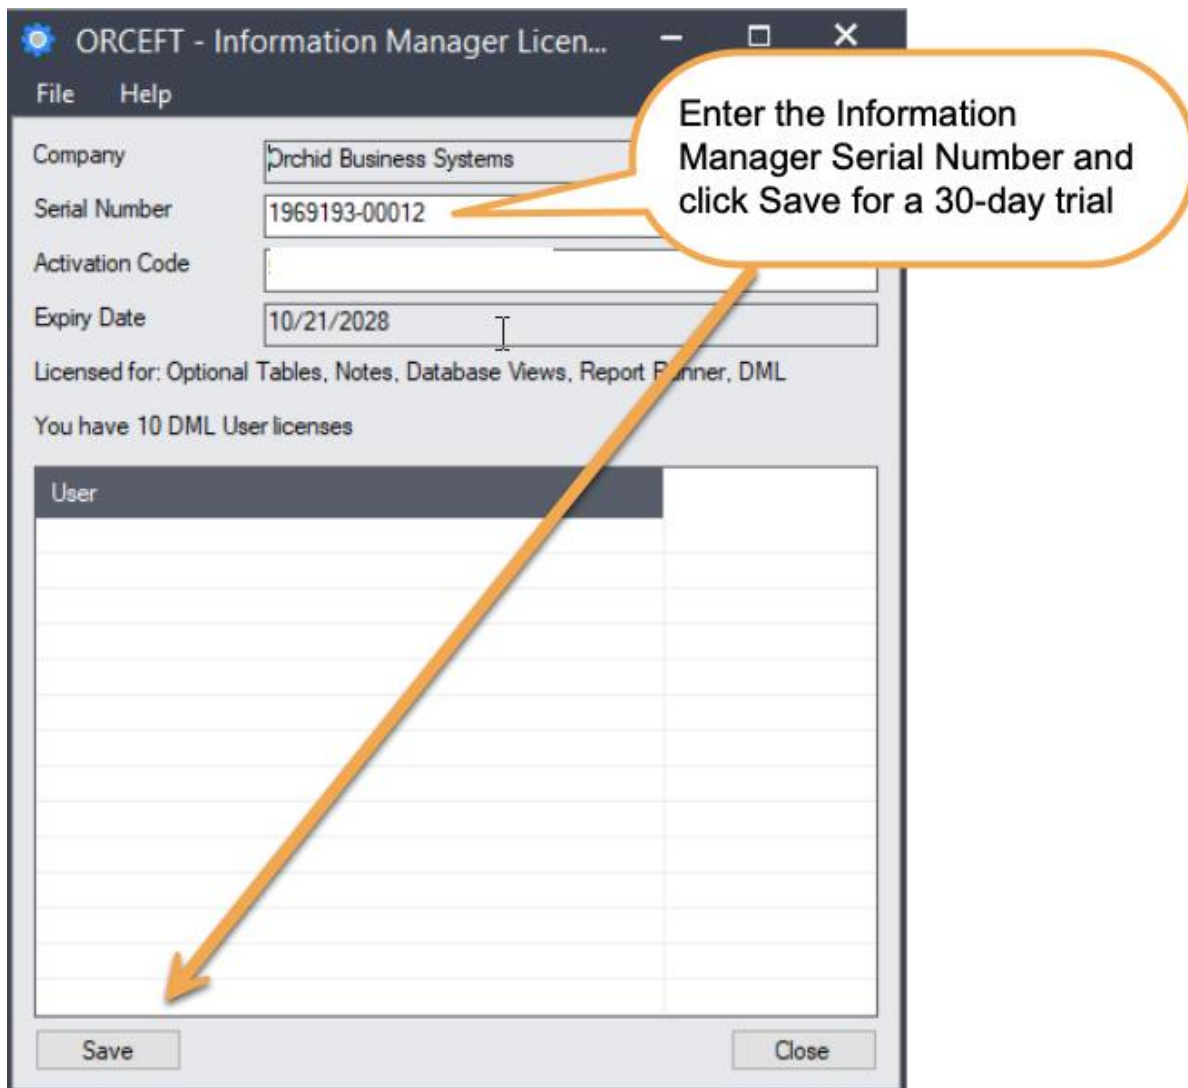 ORCEFT - Information Manager Licen...
File Help
Enter the Information
Manager Serial Number and
click Save for a 30-day trial
Company Orchid Business Systems
Serial Number 1969193-00012
Activation Code
Expiry Date 10/21/2028
Licensed for: Optional Tables, Notes, Database Views, Report Runner, DML
You have 10 DML User licenses
User
Save Close